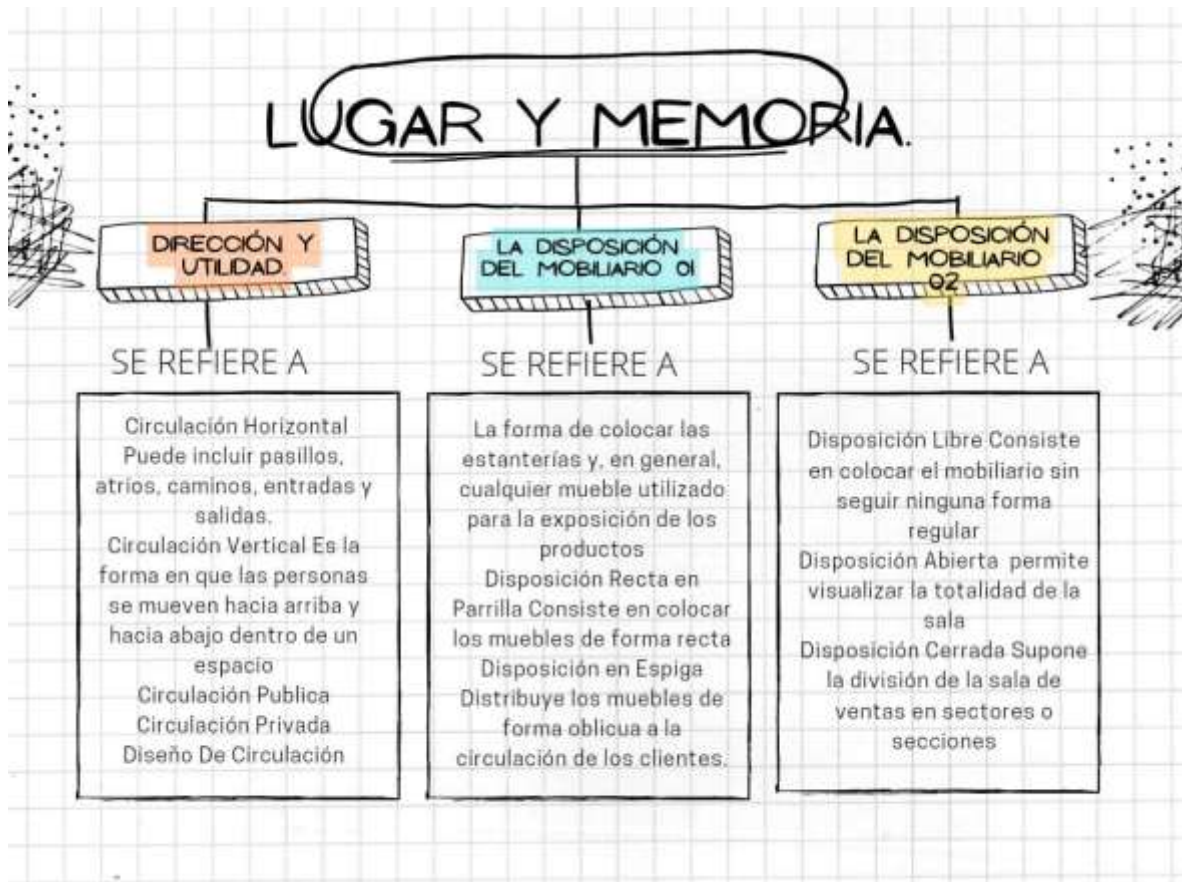 LUGAR Y MEMORIA.
DIRECCIÓN Y
UTILIDAD.
SE REFIERE A
Circulación Horizontal
Puede incluir pasillos,
atrios, caminos, entradas y
salidas.
Circulación Vertical Es la
forma en que las personas
se mueven hacia arriba y
hacia abajo dentro de un
espacio
Circulación Publica
Circulación Privada
Diseño De Circulación
LA DISPOSICIÓN
DEL MOBILIARIO 01
SE REFIERE A
La forma de colocar las
estanterías y, en general,
cualquier mueble utilizado
para la exposición de los
productos
Disposición Recta en
Parrilla Consiste en colocar
los muebles de forma recta
Disposición en Espiga
Distribuye los muebles de
forma oblicua a la
circulación de los clientes.
LA DISPOSICIÓN
DEL MOBILIARIO
02
SE REFIERE A
Disposición Libre Consiste
en colocar el mobiliario sin
seguir ninguna forma
regular
Disposición Abierta permite
visualizar la totalidad de la
sala
Disposición Cerrada Supone
la división de la sala de
ventas en sectores o
secciones